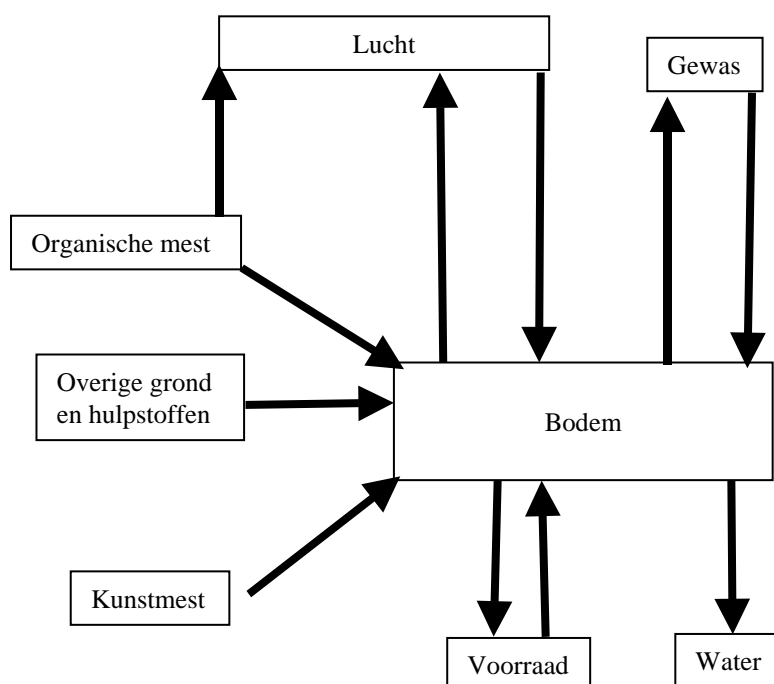 Lucht
Gewas
Organische mest
Overige grond
en hulpstoffen
Bodem
Kunstmest
Voorraad
Water